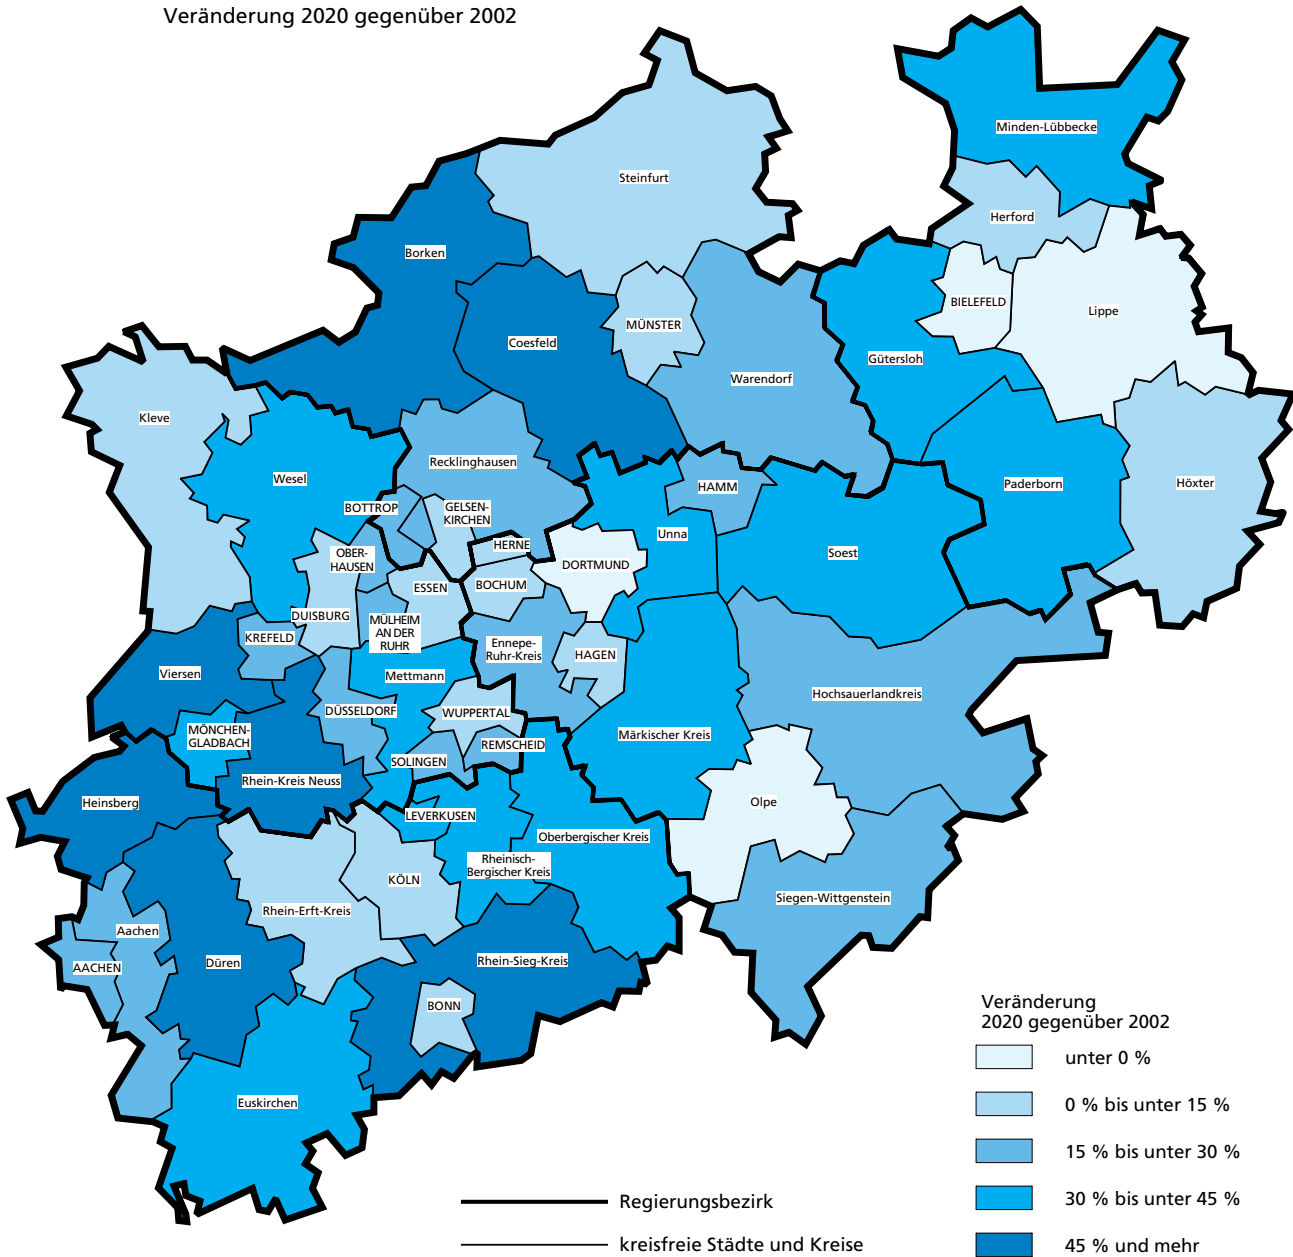 Veränderung 2020 gegenüber 2002
Minden-Lübbecke
Steinfurt
Herford
Borken
BIELEFELD
Lippe
MÜNSTER
Coesfeld
Gütersloh
Warendorf
Kleve
Recklinghausen
Wesel
HAMM
Paderborn
Höxter
BOTTROP
GELSEN-
KIRCHEN
Unna
HERNE
Soest
OBER-
HAUSEN
DORTMUND
BOCHUM
ESSEN
DUISBURG
MÜLHEIM
AN DER
RUHR
KREFELD
Ennepe-
Ruhr-Kreis
HAGEN
Viersen
Mettmann
Hochsauerlandkreis
DÜSSELDORF
WUPPERTAL
MÖNCHEN-
GLADBACH
Märkischer Kreis
REMSCHEID
SOLINGEN
Rhein-Kreis Neuss
Heinsberg
Olpe
LEVERKUSEN
Oberbergischer Kreis
Rheinisch-
Bergischer Kreis
KÖLN
Siegen-Wittgenstein
Rhein-Erft-Kreis
Aachen
AACHEN
Düren
Rhein-Sieg-Kreis
BONN
Euskirchen
Veränderung
2020 gegenüber 2002
unter 0 %
0 % bis unter 15 %
15 % bis unter 30 %
30 % bis unter 45 %
45 % und mehr
Regierungsbezirk
kreisfreie Städte und Kreise